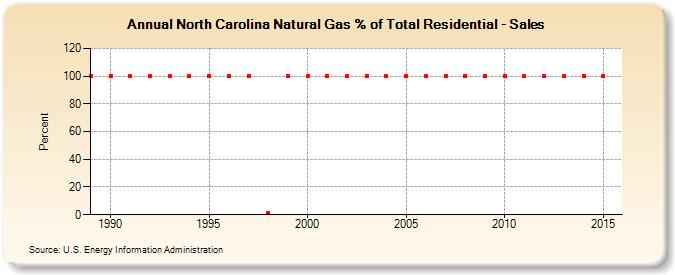 Annual North Carolina Natural Gas % of Total Residential - Sales
Percent
120
100
80
60
40
20
0
1990 1995 2000 2005 2010 2015
Source: U.S. Energy Information Administration